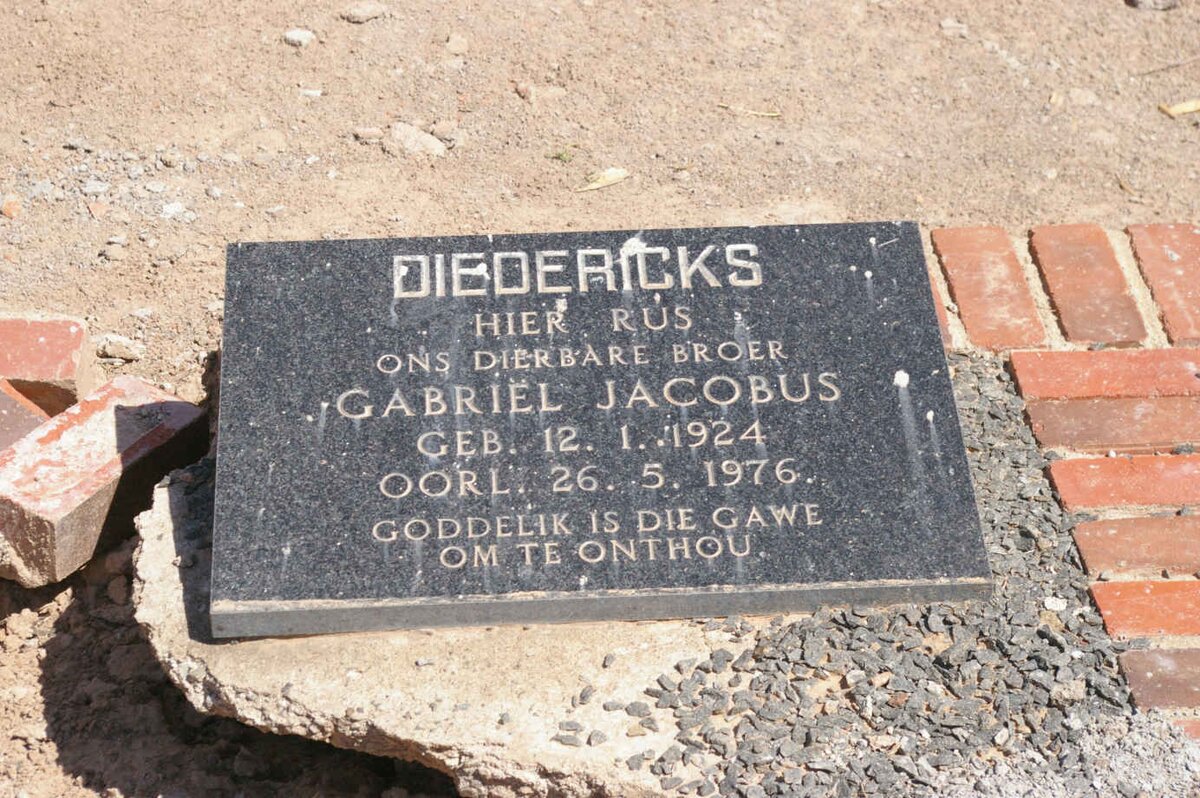 DIEDERICKS
HIER RUS
ONS DIERBARE BROER
GABRIËL JACOBUS
GEB. 12. 1. 1924
OORL. 26. 5. 1976.
GODDELIK IS DIE GAWE
OM TE ONTHOU